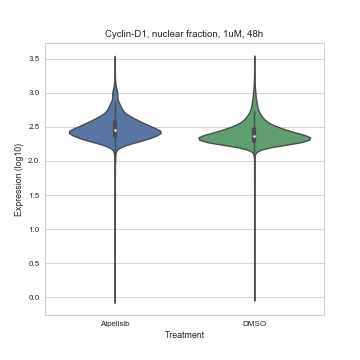 Cyclin-D1, nuclear fraction, 1uM, 48h
3.5
3.0
2.5
2.0
1.5
1.0
0.5
0.0
Expression (log10)
Alpelisib
DMSO
Treatment